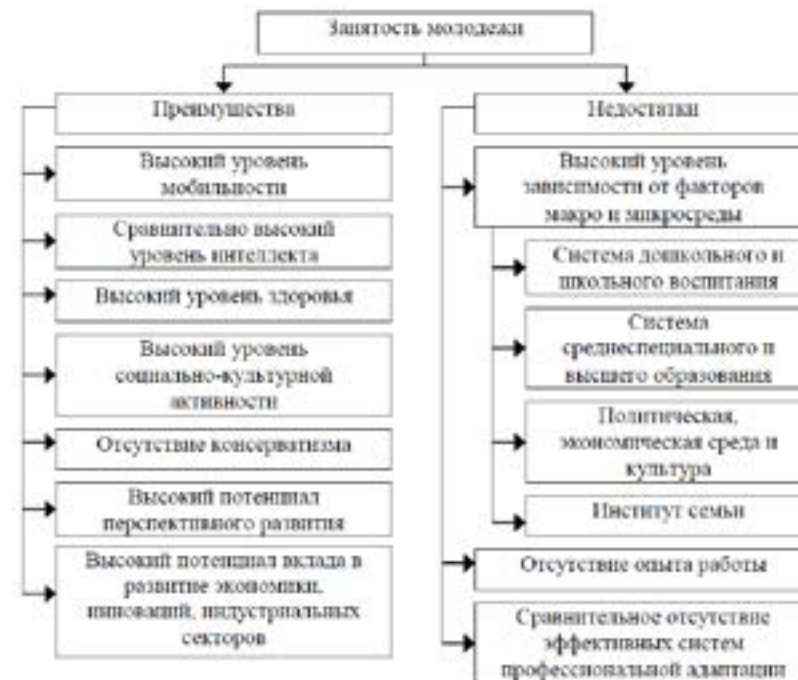 Занятость молодежи
Преимущества
Высокий уровень
мобильности
Сравнительно высокий
уровень интеллекта
Высокий уровень здоровья
Высокий уровень
социально-культурной
активности
Отсутствие консерватизма
Высокий потенциал
перспективного развития
Высокий потенциал вклада в
развитие экономики,
инноваций, индустриальных
секторов
Недостатки
Высокий уровень
зависимости от факторов
макро и микросреды
Система дошкольного и
школьного воспитания
Система
среднеспециального и
высшего образования
Политическая,
экономическая среда и
культура
Институт семьи
Отсутствие опыта работы
Сравнительное отсутствие
эффективных систем
профессиональной адаптации